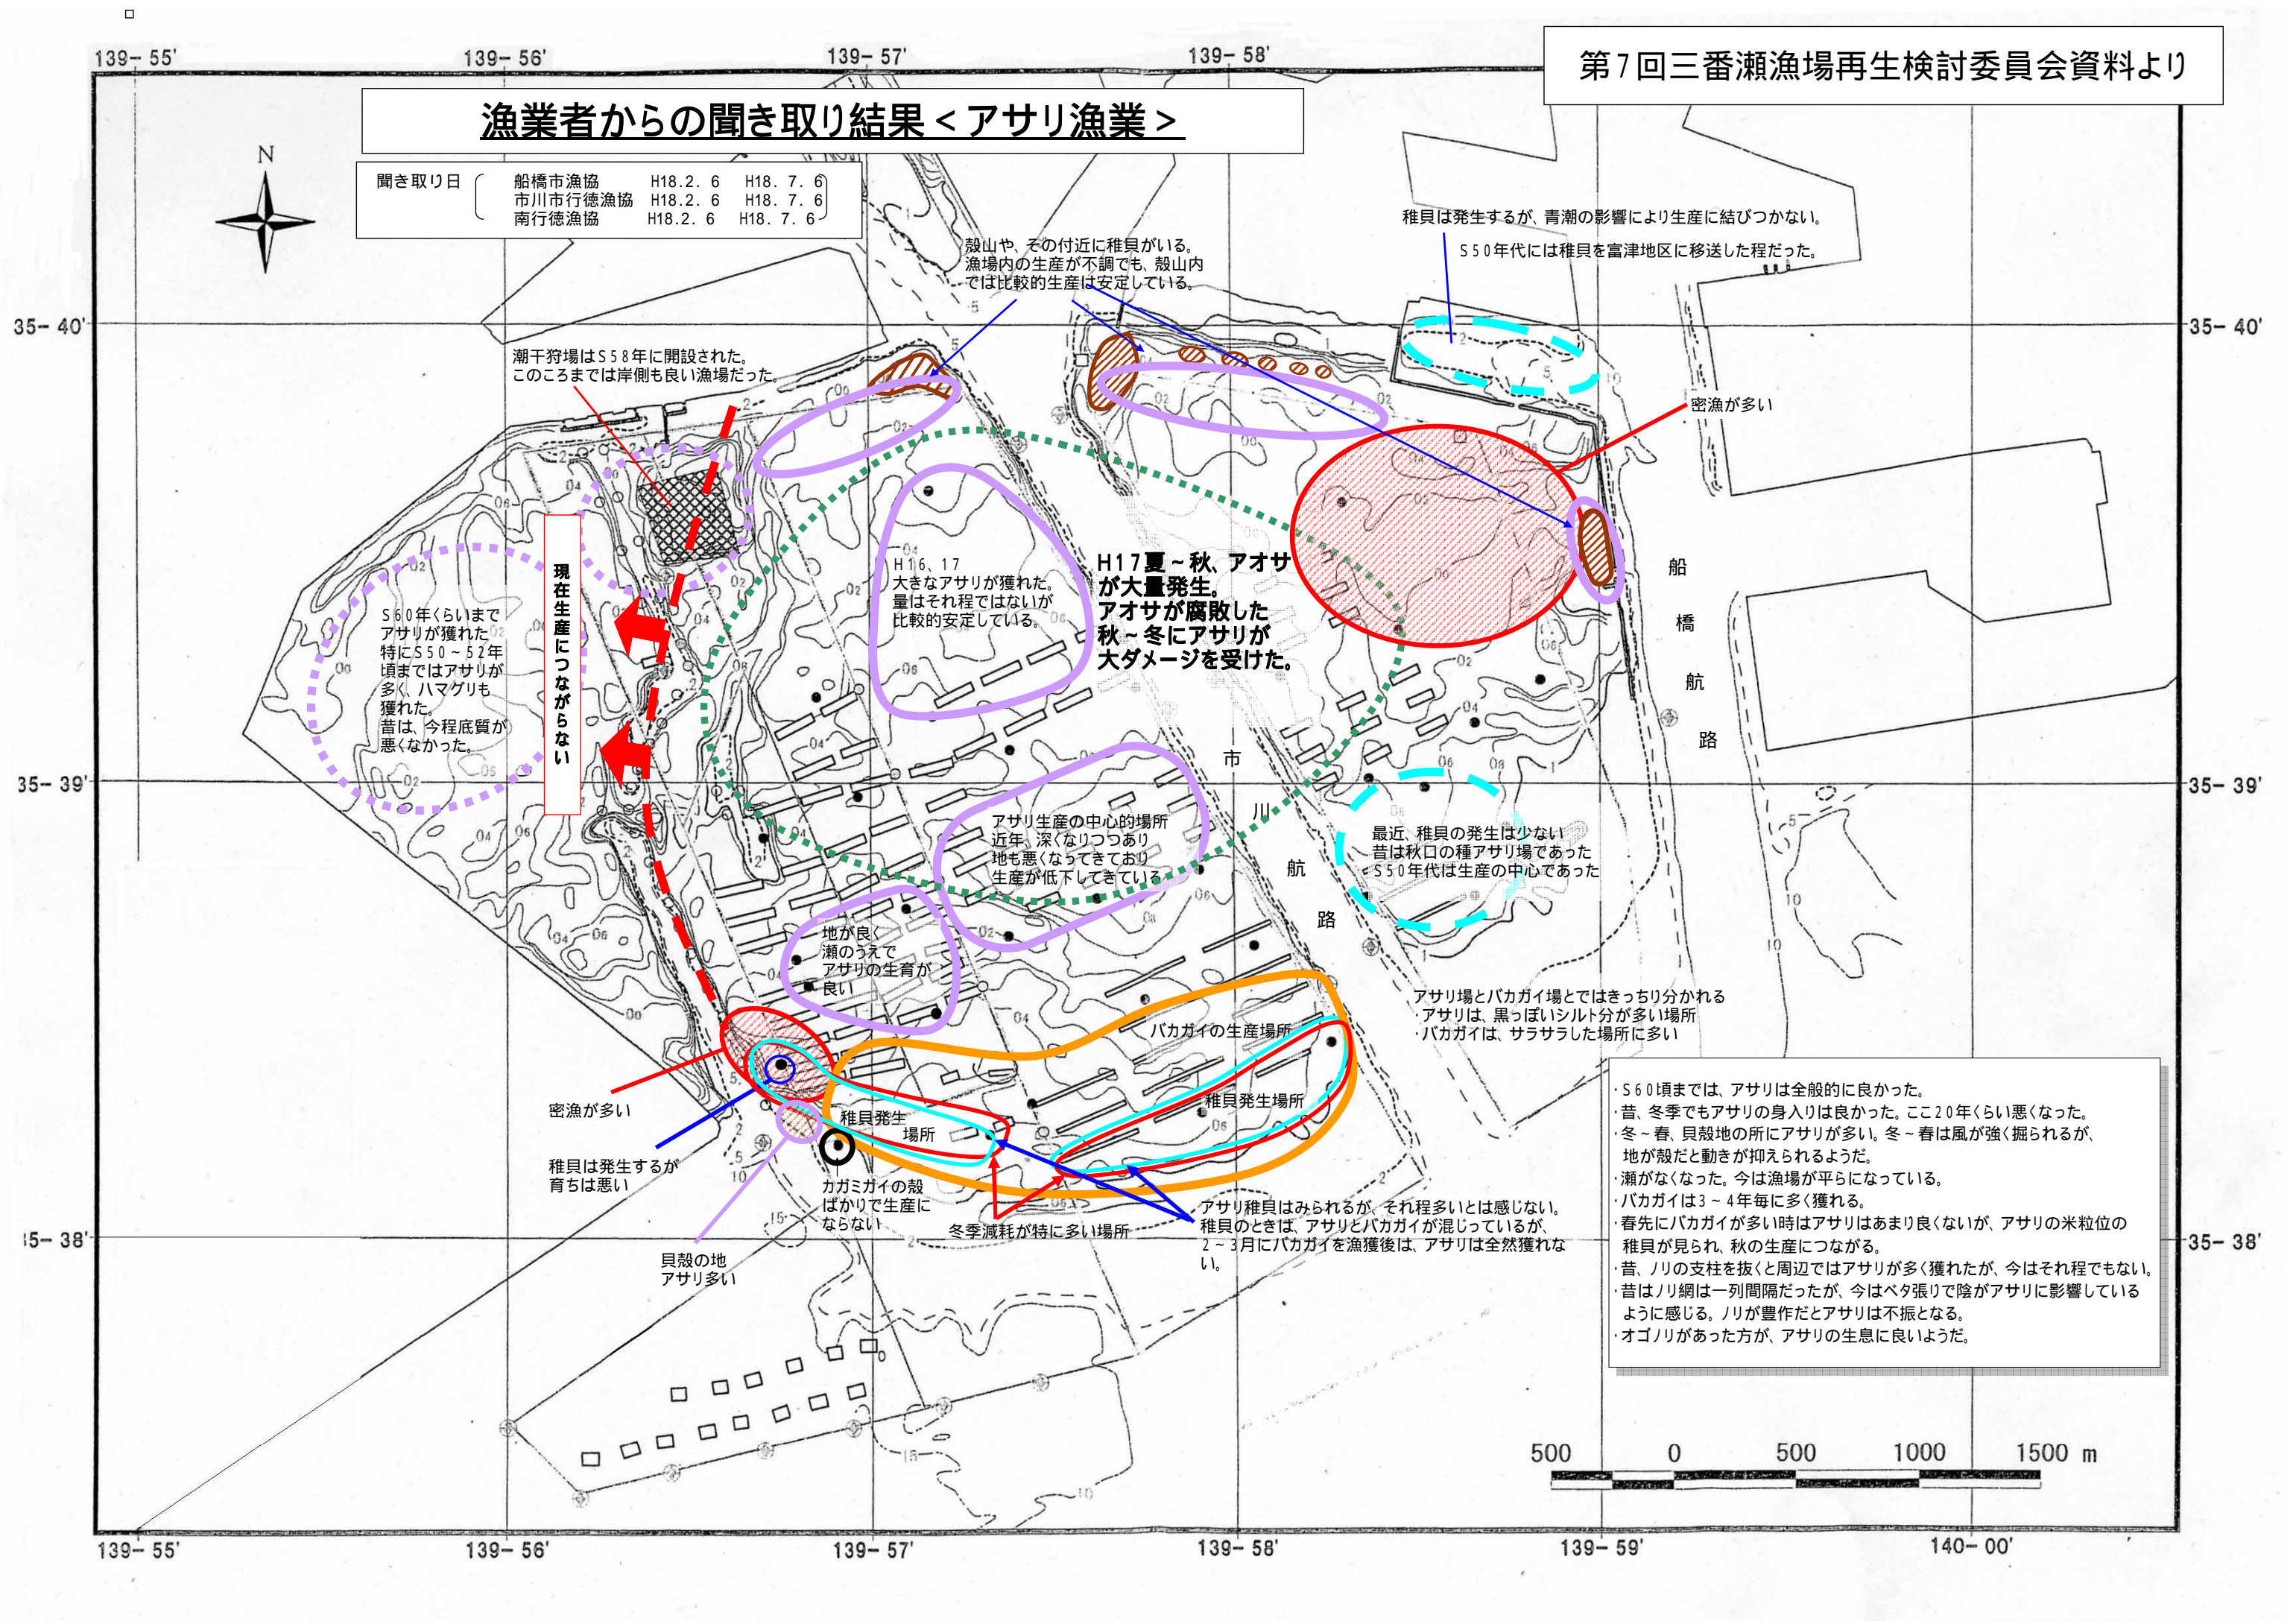 第7回三番瀬漁場再生検討委員会資料より
139-55'
139-56'
139-57'
139-58'
漁業者からの聞き取り結果＜アサリ漁業＞
N
聞き取り日
船橋市漁協 H18.2. 6 H18. 7. 6
市川市行徳漁協 H18.2. 6 H18. 7. 6
南行徳漁協 H18.2. 6 H18. 7. 6
稚貝は発生するが、青潮の影響により生産に結びつかない。
S50年代には稚貝を富津地区に移送した程だった。
殻山や、その付近に稚貝がいる。
漁場内の生産が不調でも、殻山内
では比較的生産は安定している。
35-40'
35-40'
潮干狩場はS58年に開設された。
このころまでは岸側も良い漁場だった。
密漁が多い
現在生産につながらない
H16、17
大きなアサリが獲れた。
量はそれ程ではないが
比較的安定している。
H17夏～秋、アオサ
が大量発生。
アオサが腐敗した
秋～冬にアサリが
大ダメージを受けた。
S60年くらいまで
アサリが獲れた
特にS50～52年
頃まではアサリが
多く、ハマグリも
獲れた。
昔は、今程底質が
悪くなかった。
船橋航路
市川航路
35-39'
35-39'
アサリ生産の中心的場所
近年、深くなりつつあり
地も悪くなってきており
生産が低下してきている
最近、稚貝の発生は少ない
昔は秋口の種アサリ場であった
S50年代は生産の中心であった
地が良く
瀬のうえで
アサリの生育が
良い
アサリ場とバカガイ場とではきっちり分かれる
・アサリは、黒っぽいシルト分が多い場所
・バカガイは、サラサラした場所に多い
バカガイの生産場所
稚貝発生場所
稚貝発生
場所
密漁が多い
稚貝は発生するが
育ちは悪い
カガミガイの殻
ばかりで生産に
ならない
貝殻の地
アサリ多い
冬季減耗が特に多い場所
アサリ稚貝はみられるが、それ程多いとは感じない。
稚貝のときは、アサリとバカガイが混じっているが、
2～3月にバカガイを漁獲後は、アサリは全然獲れな
い。
・S60頃までは、アサリは全般的に良かった。
・昔、冬季でもアサリの身入りは良かった。ここ20年くらい悪くなった。
・冬～春、貝殻地の所にアサリが多い。冬～春は風が強く掘られるが、
地が殻だと動きが抑えられるようだ。
・瀬がなくなった。今は漁場が平らになっている。
・バカガイは3～4年毎に多く獲れる。
・春先にバカガイが多い時はアサリはあまり良くないが、アサリの米粒位の
稚貝が見られ、秋の生産につながる。
・昔、ノリの支柱を抜くと周辺ではアサリが多く獲れたが、今はそれ程でもない。
・昔はノリ網は一列間隔だったが、今はベタ張りで陰がアサリに影響している
ように感じる。ノリが豊作だとアサリは不振となる。
・オゴノリがあった方が、アサリの生息に良いようだ。
5-38'
35-38'
500 0 500 1000 1500 m
139-55'
139-56'
139-57'
139-58'
139-59'
140-00'